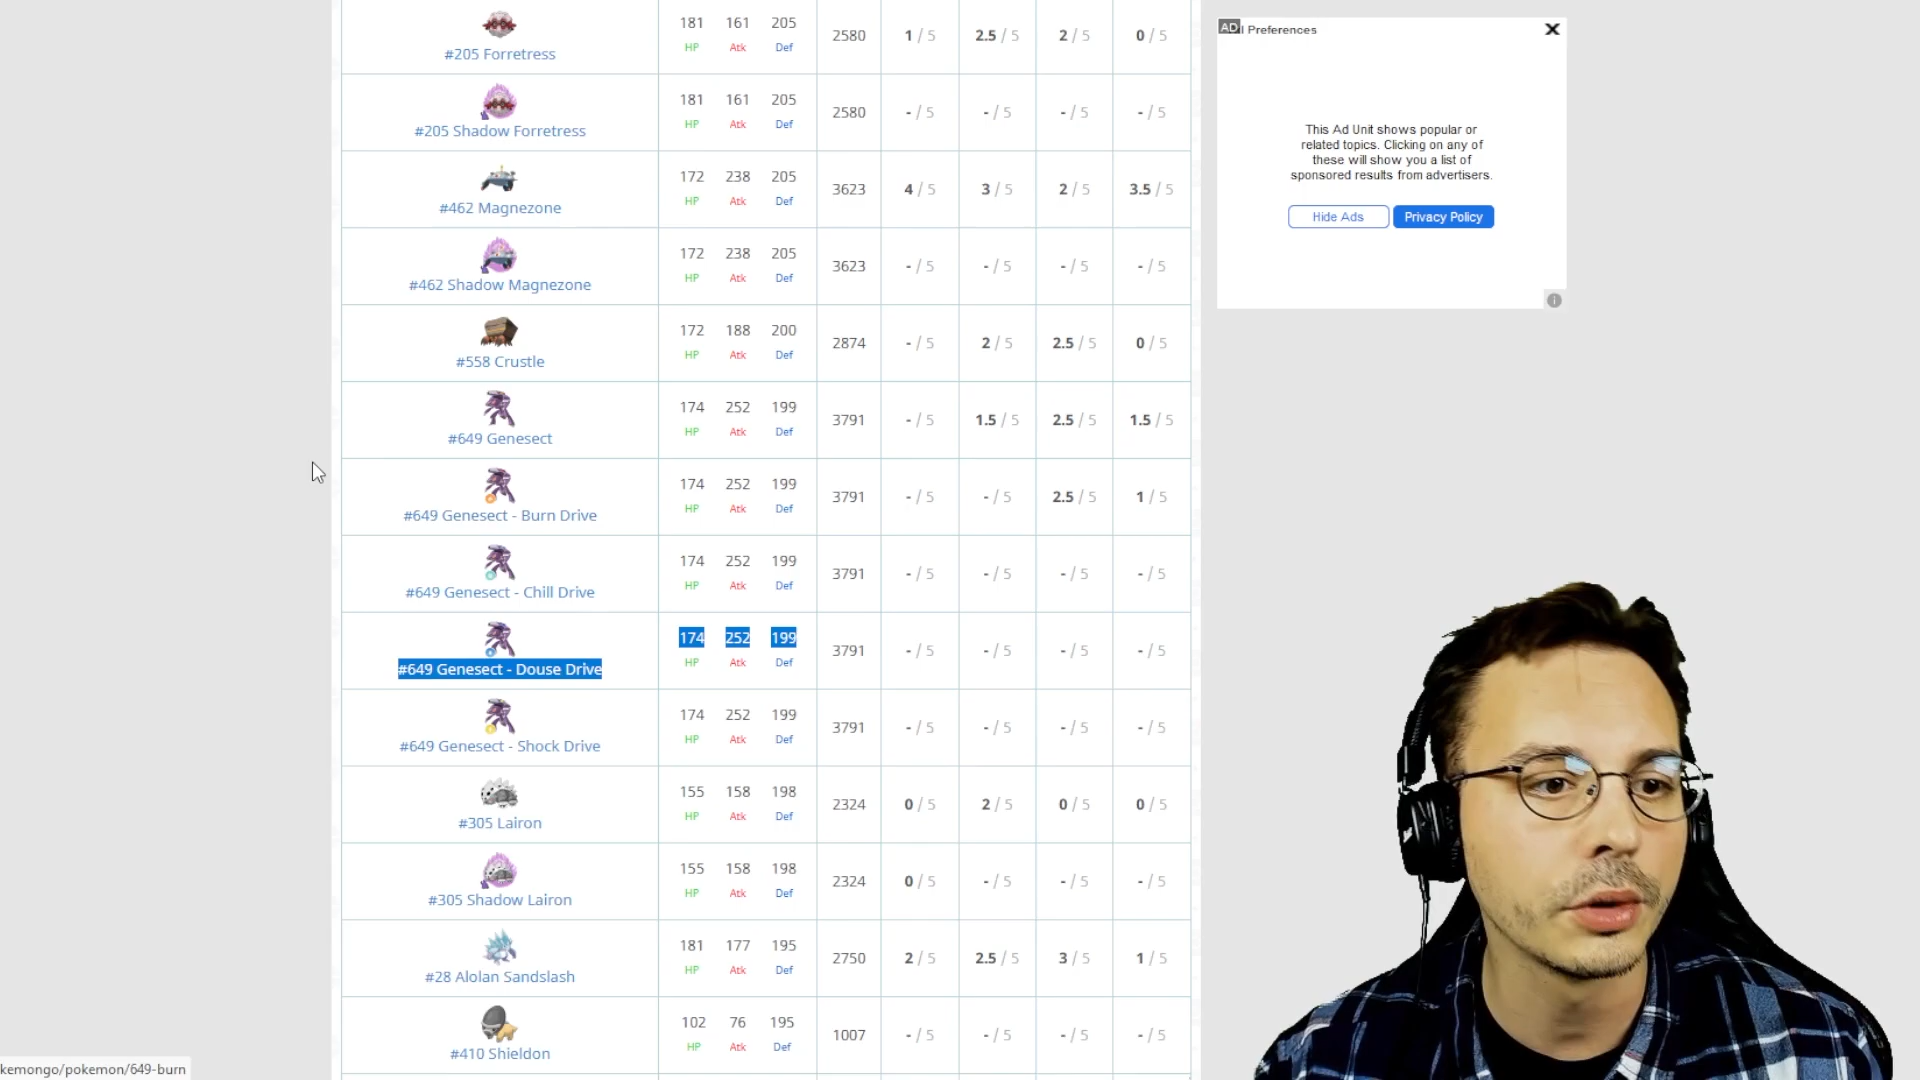 181 161 205
HP Atk Def
#205 Forretress
2580 1 / 5 2.5 / 5 2 / 5 0 / 5
181 161 205
HP Atk Def
#205 Shadow Forretress
2580 - / 5 - / 5 - / 5 - / 5
172 238 205
HP Atk Def
#462 Magnezone
3623 4 / 5 3 / 5 2 / 5 3.5 / 5
172 238 205
HP Atk Def
#462 Shadow Magnezone
3623 - / 5 - / 5 - / 5 - / 5
172 188 200
HP Atk Def
#558 Crustle
2874 - / 5 2 / 5 2.5 / 5 0 / 5
174 252 199
HP Atk Def
#649 Genesect
3791 - / 5 1.5 / 5 2.5 / 5 1.5 / 5
174 252 199
HP Atk Def
#649 Genesect - Burn Drive
3791 - / 5 - / 5 2.5 / 5 1 / 5
174 252 199
HP Atk Def
#649 Genesect - Chill Drive
3791 - / 5 - / 5 - / 5 - / 5
174 252 199
HP Atk Def
#649 Genesect - Douse Drive
3791 - / 5 - / 5 - / 5 - / 5
174 252 199
HP Atk Def
#649 Genesect - Shock Drive
3791 - / 5 - / 5 - / 5 - / 5
155 158 198
HP Atk Def
#305 Lairon
2324 0 / 5 2 / 5 0 / 5 0 / 5
155 158 198
HP Atk Def
#305 Shadow Lairon
2324 0 / 5 - / 5 - / 5 - / 5
181 177 195
HP Atk Def
#28 Alolan Sandslash
2750 2 / 5 2.5 / 5 3 / 5 1 / 5
102 76 195
HP Atk Def
#410 Shieldon
1007 - / 5 - / 5 - / 5 - / 5
kemongo/pokemon/649-burn
AD
l Preferences
This Ad Unit shows popular or
related topics. Clicking on any of
these will show you a list of
sponsored results from advertisers.
Hide Ads
Privacy Policy